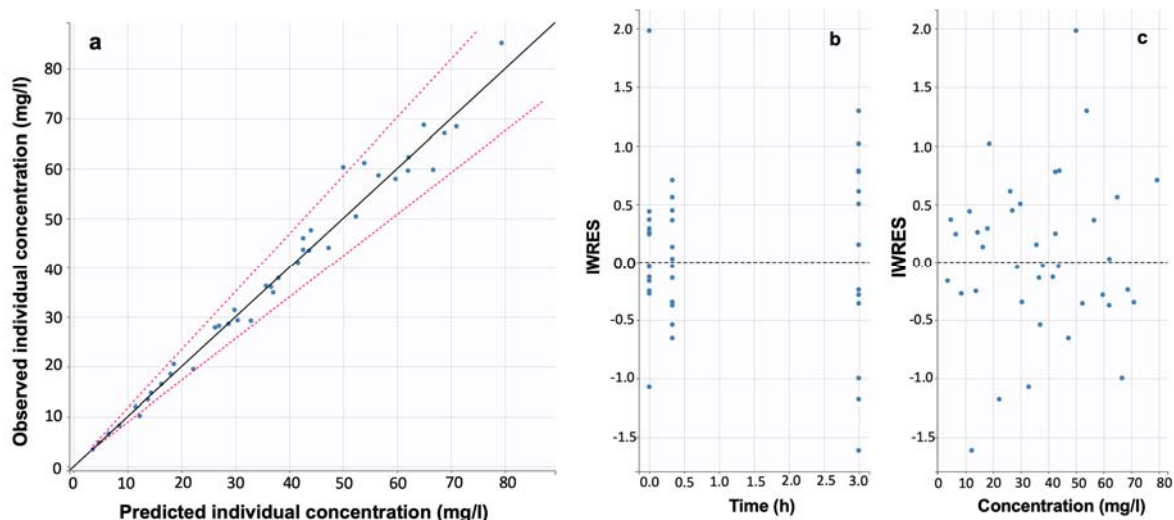 a
Observed individual concentration (mg/l)
80
70
60
50
40
30
20
10
0
0 10 20 30 40 50 60 70 80
Predicted individual concentration (mg/l)
b
IWRES
2.0
1.5
1.0
0.5
0.0
-0.5
-1.0
-1.5
0.0 0.5 1.0 1.5 2.0 2.5 3.0
Time (h)
c
IWRES
2.0
1.5
1.0
0.5
0.0
-0.5
-1.0
-1.5
0 10 20 30 40 50 60 70 80
Concentration (mg/l)